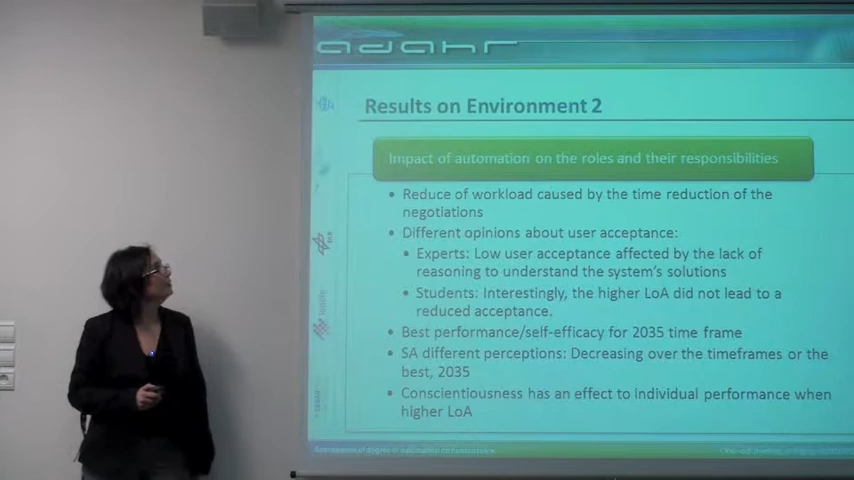 adahr
Results on Environment 2
Impact of automation on the roles and their responsibilities
• Reduce of workload caused by the time reduction of the
negotiations
• Different opinions about user acceptance:
• Experts: Low user acceptance affected by the lack of
reasoning to understand the system's solutions
• Students: Interestingly, the higher LoA did not lead to a
reduced acceptance.
• Best performance/self-efficacy for 2035 time frame
• SA different perceptions: Decreasing over the timeframes or the
best, 2035
• Conscientiousness has an effect to individual performance when
higher LoA
DLR